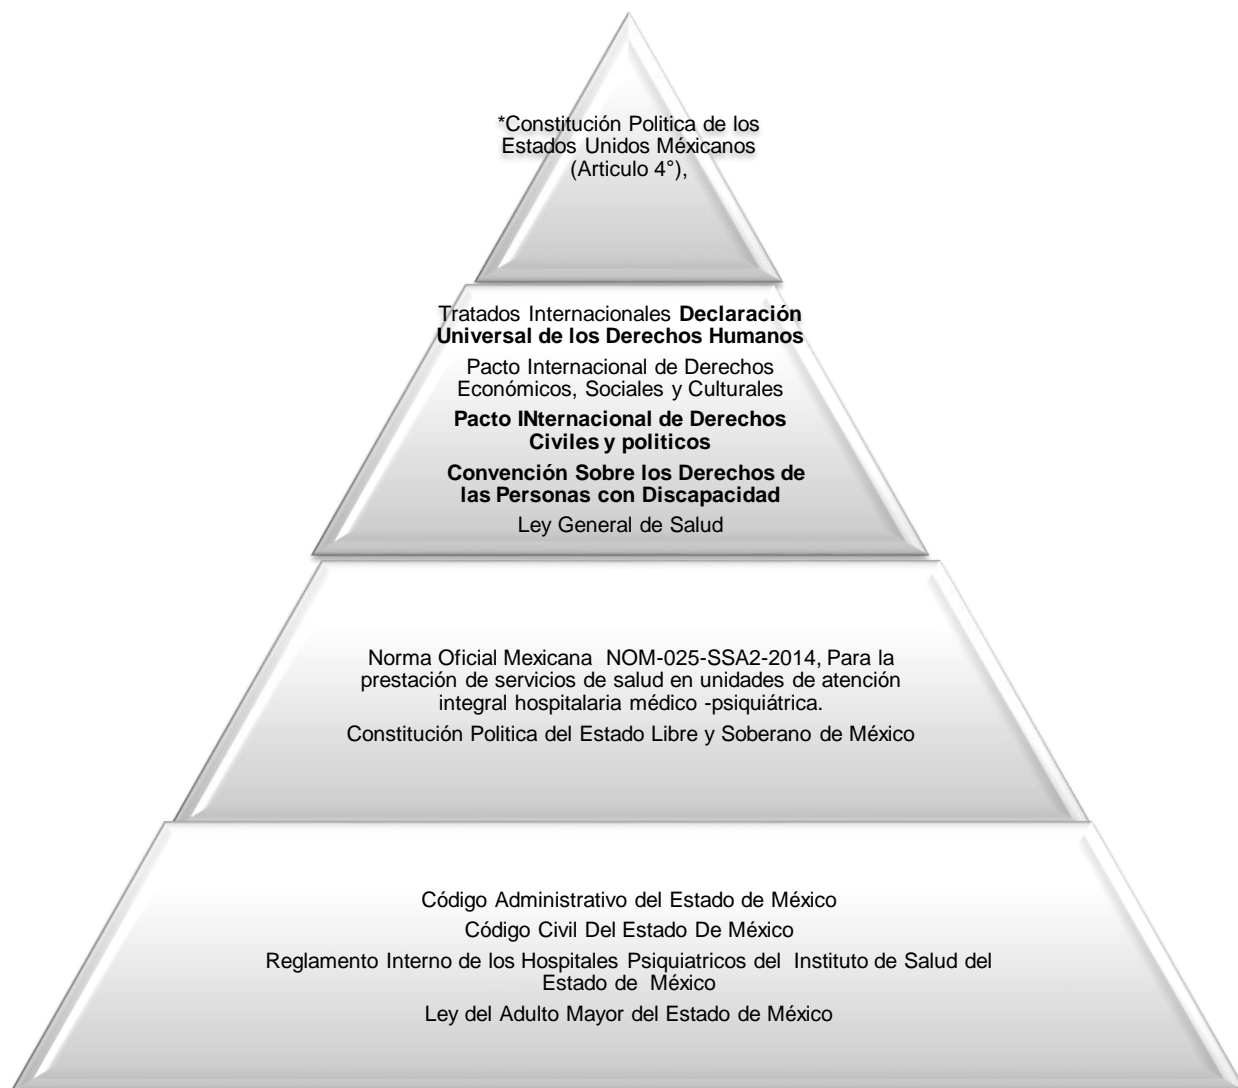 *Constitución Politica de los
Estados Unidos Méxicanos
(Articulo 4°),
Tratados Internacionales Declaración
Universal de los Derechos Humanos
Pacto Internacional de Derechos
Económicos, Sociales y Culturales
Pacto INternacional de Derechos
Civiles y politicos
Convención Sobre los Derechos de
las Personas con Discapacidad
Ley General de Salud
Norma Oficial Mexicana NOM-025-SSA2-2014, Para la
prestación de servicios de salud en unidades de atención
integral hospitalaria médico -psiquiátrica.
Constitución Politica del Estado Libre y Soberano de México
Código Administrativo del Estado de México
Código Civil Del Estado De México
Reglamento Interno de los Hospitales Psiquiatricos del Instituto de Salud del
Estado de México
Ley del Adulto Mayor del Estado de México